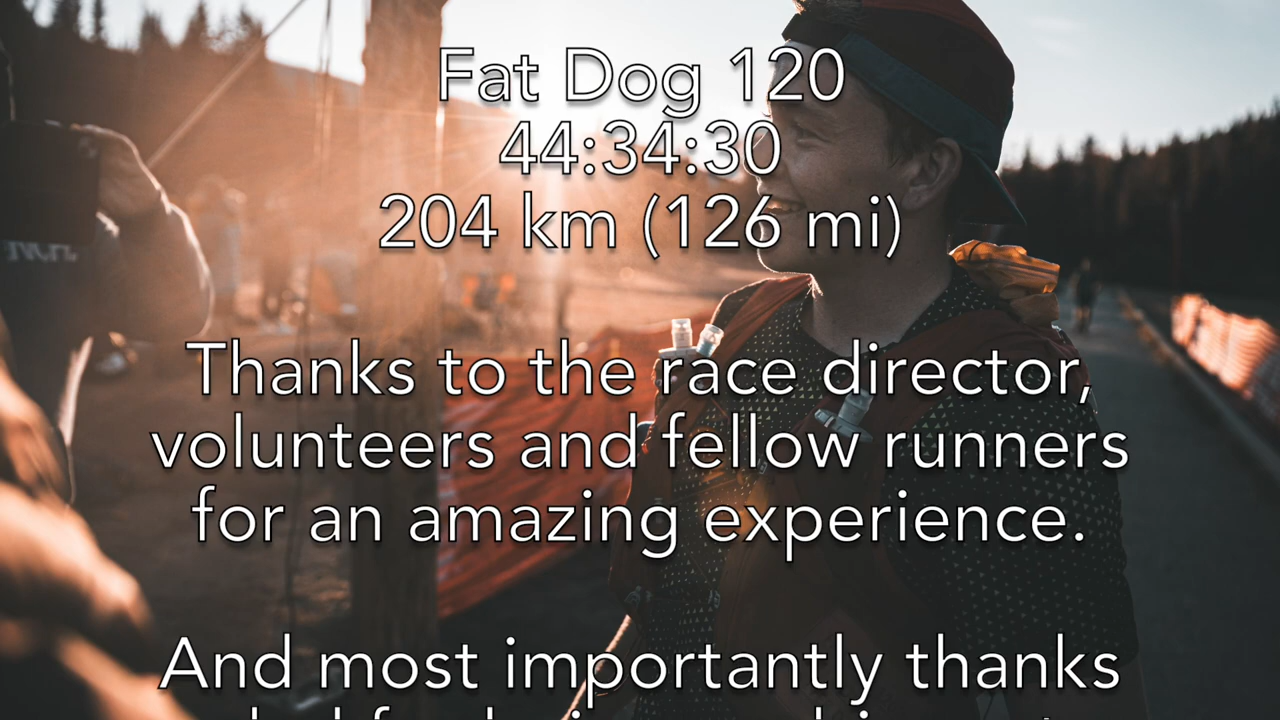 Fat Dog 120
44:34:30
204 km (126 mi)
Thanks to the race director,
volunteers and fellow runners
for an amazing experience.
And most importantly thanks